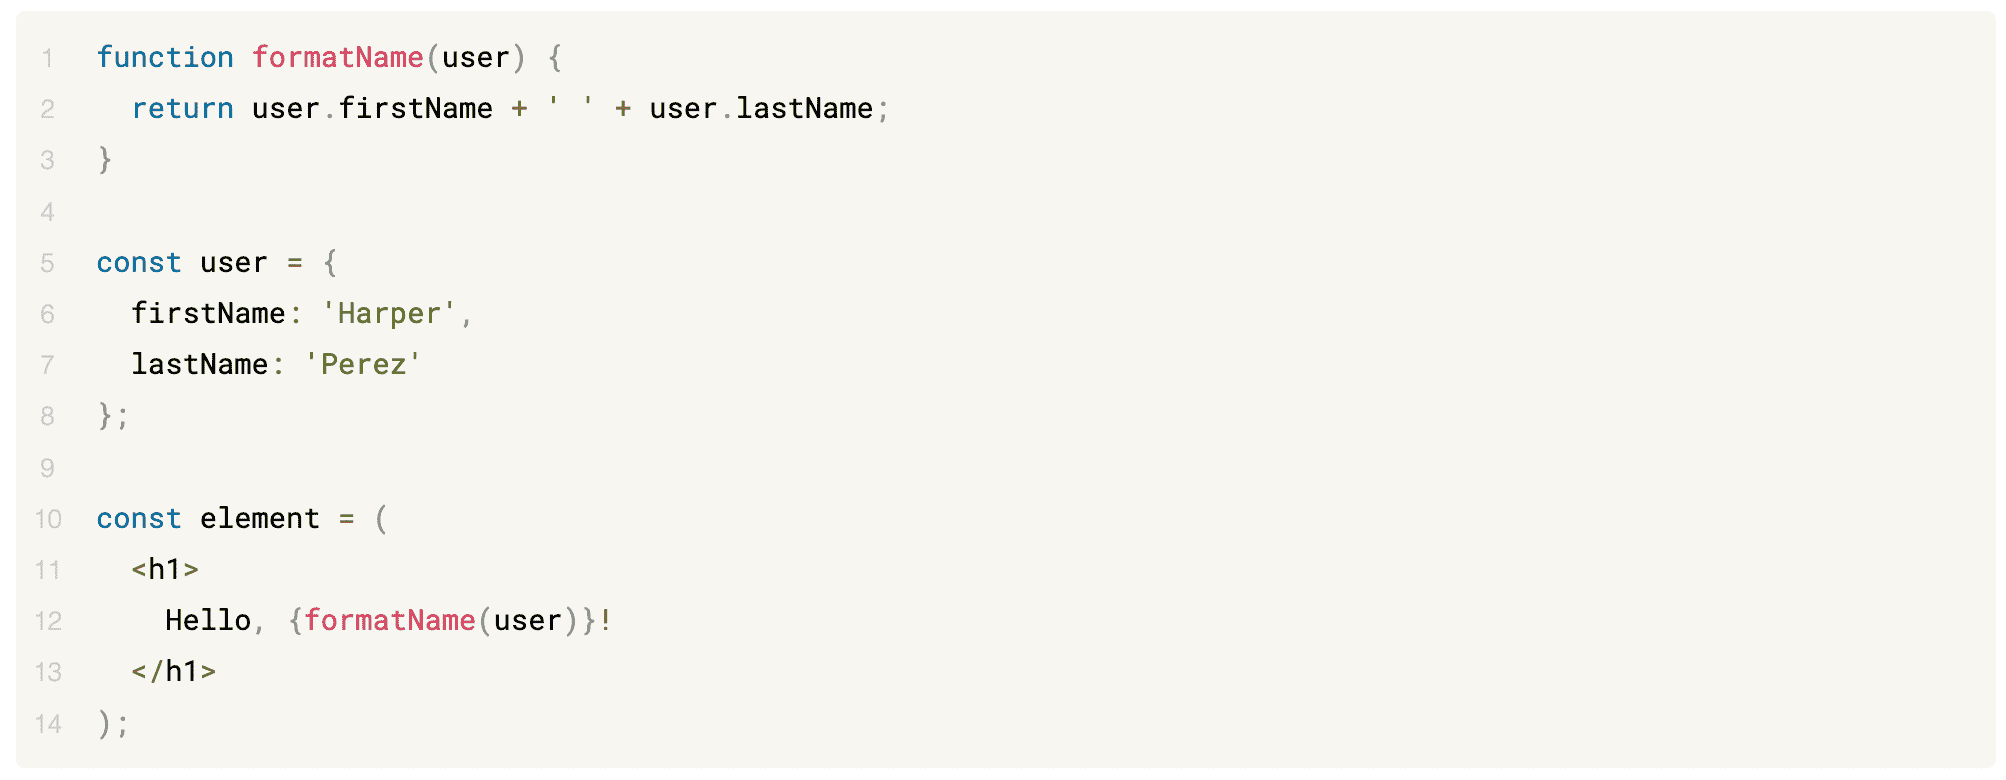 1 function formatName(user) {
2   return user.firstName + ' ' + user.lastName;
3 }
4
5 const user = {
6   firstName: 'Harper',
7   lastName: 'Perez'
8 };
9
10 const element = (
11   <h1>
12     Hello, {formatName(user)}!
13   </h1>
14 );